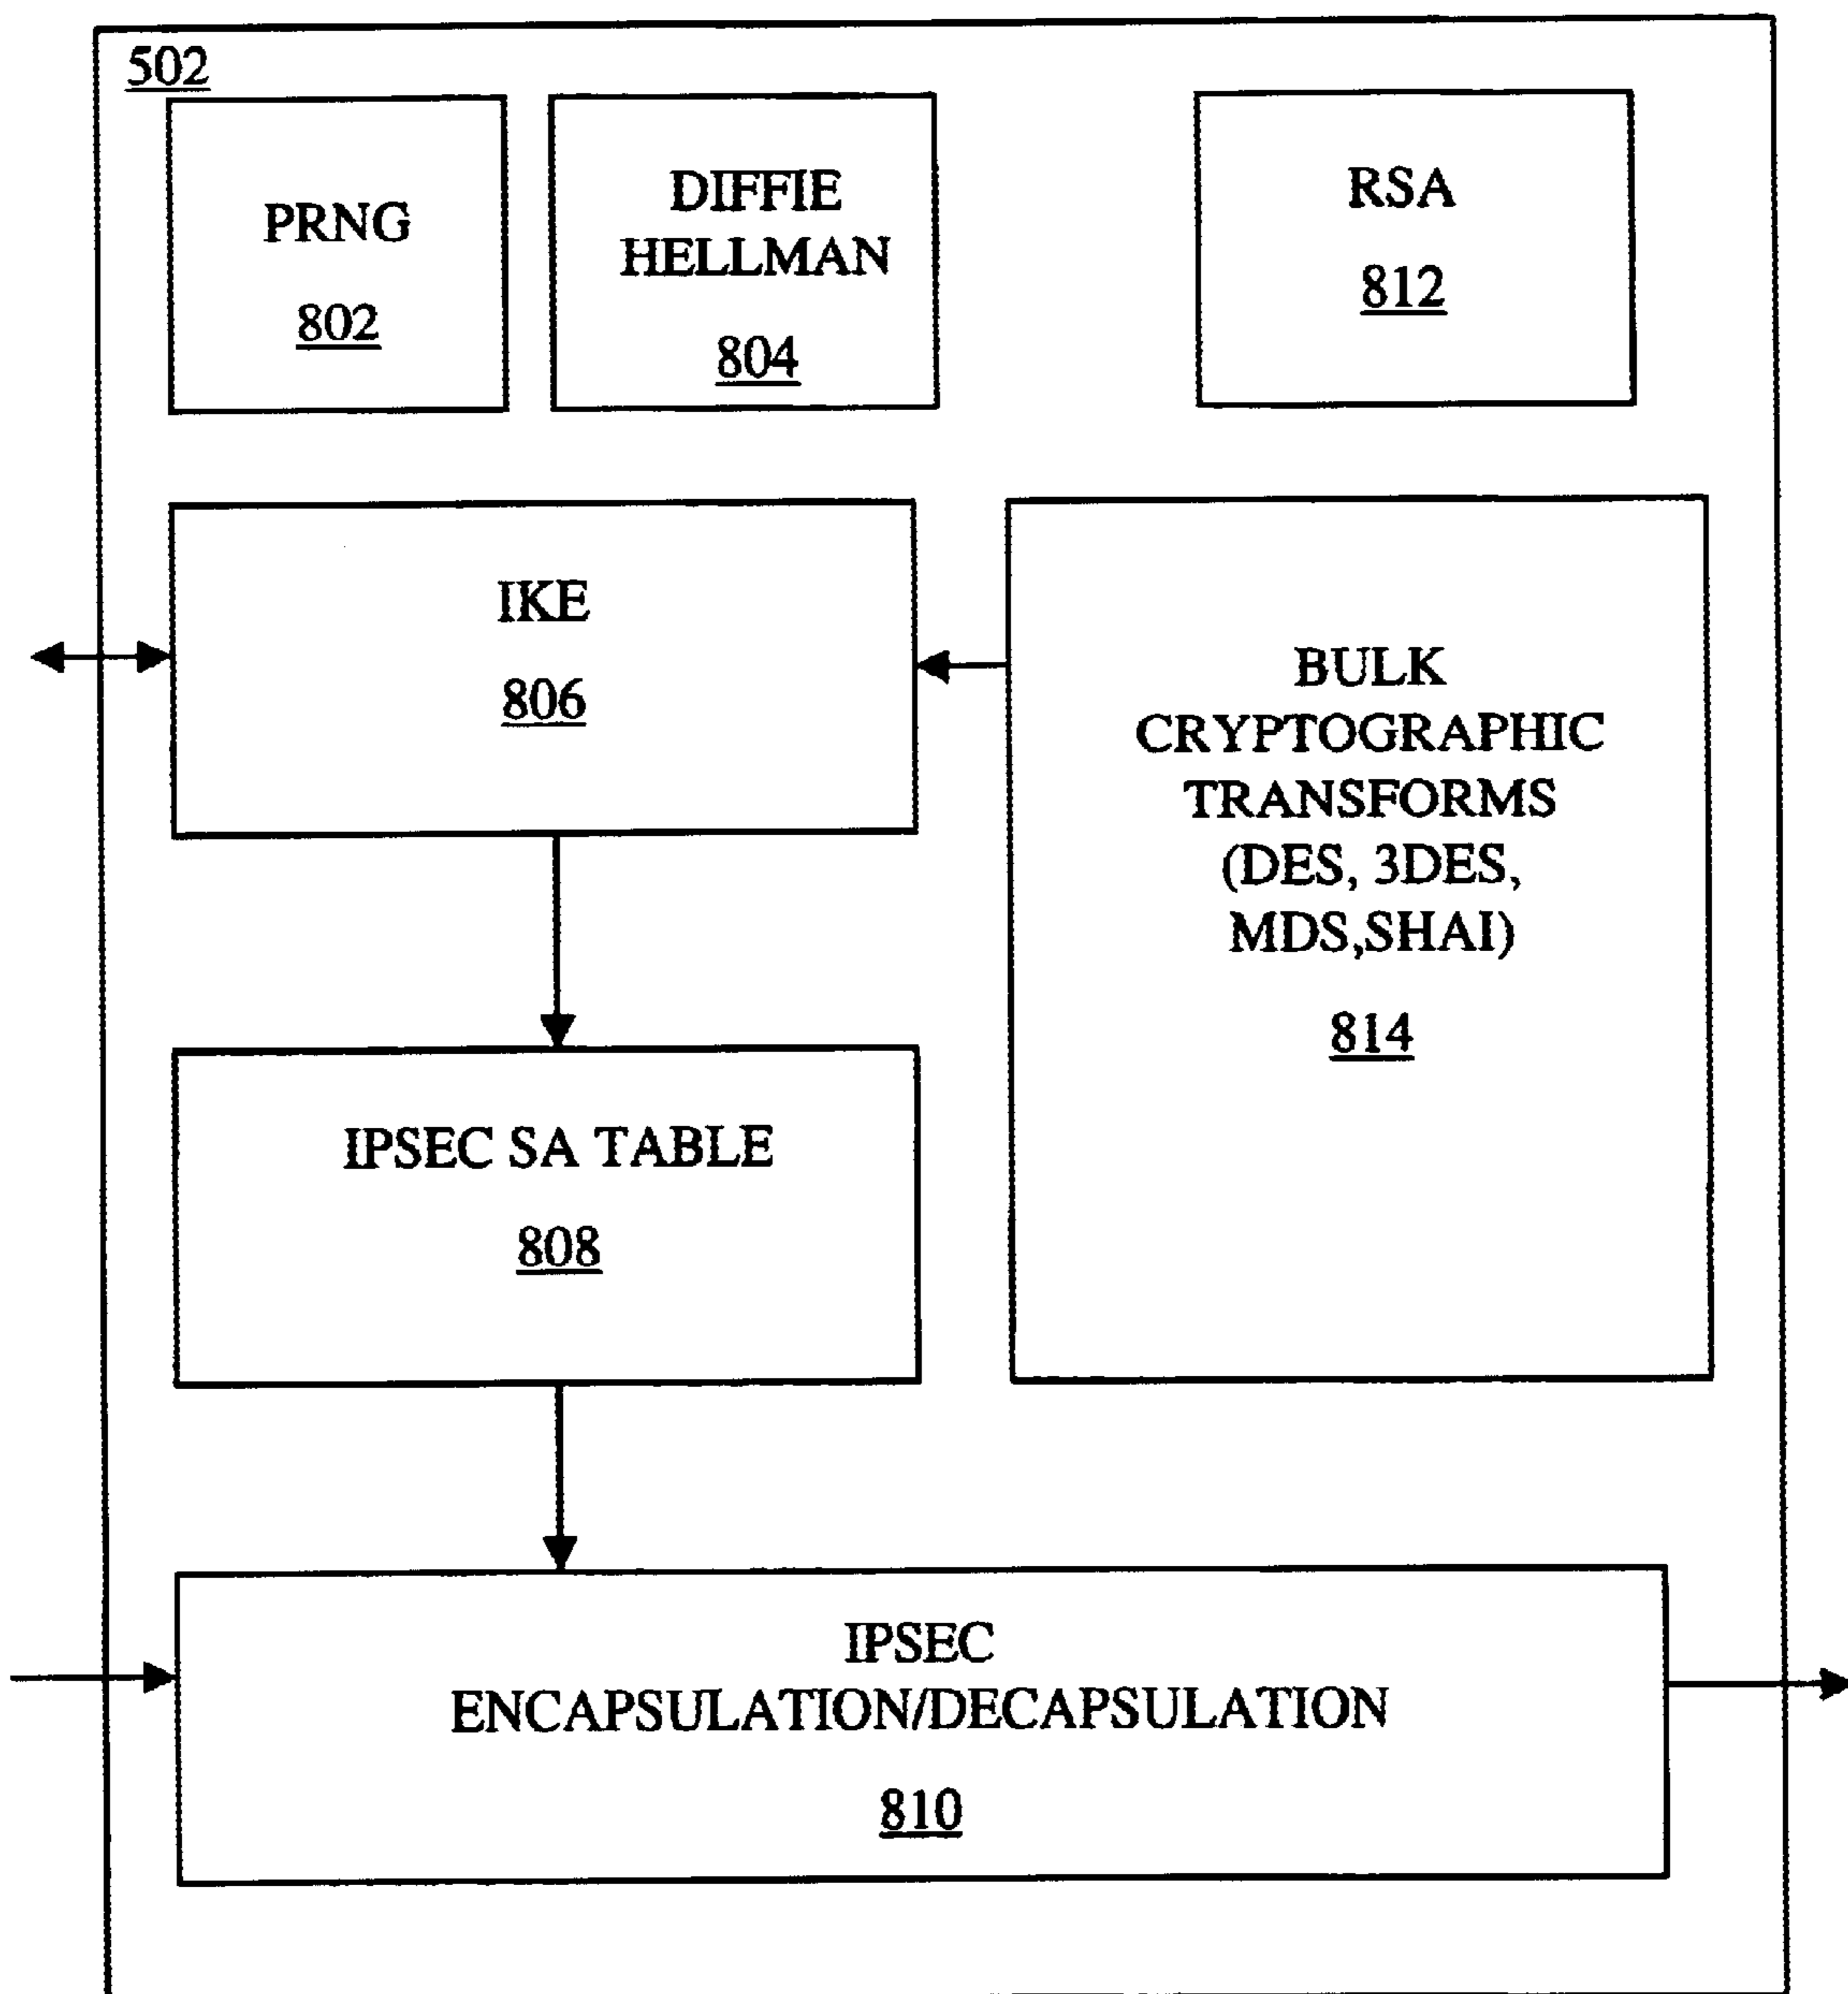 502
PRNG
802
DIFFIE
HELLMAN
804
RSA
812
IKE
806
BULK
CRYPTOGRAPHIC
TRANSFORMS
(DES, 3DES,
MDS,SHAI)
814
IPSEC SA TABLE
808
IPSEC
ENCAPSULATION/DECAPSULATION
810